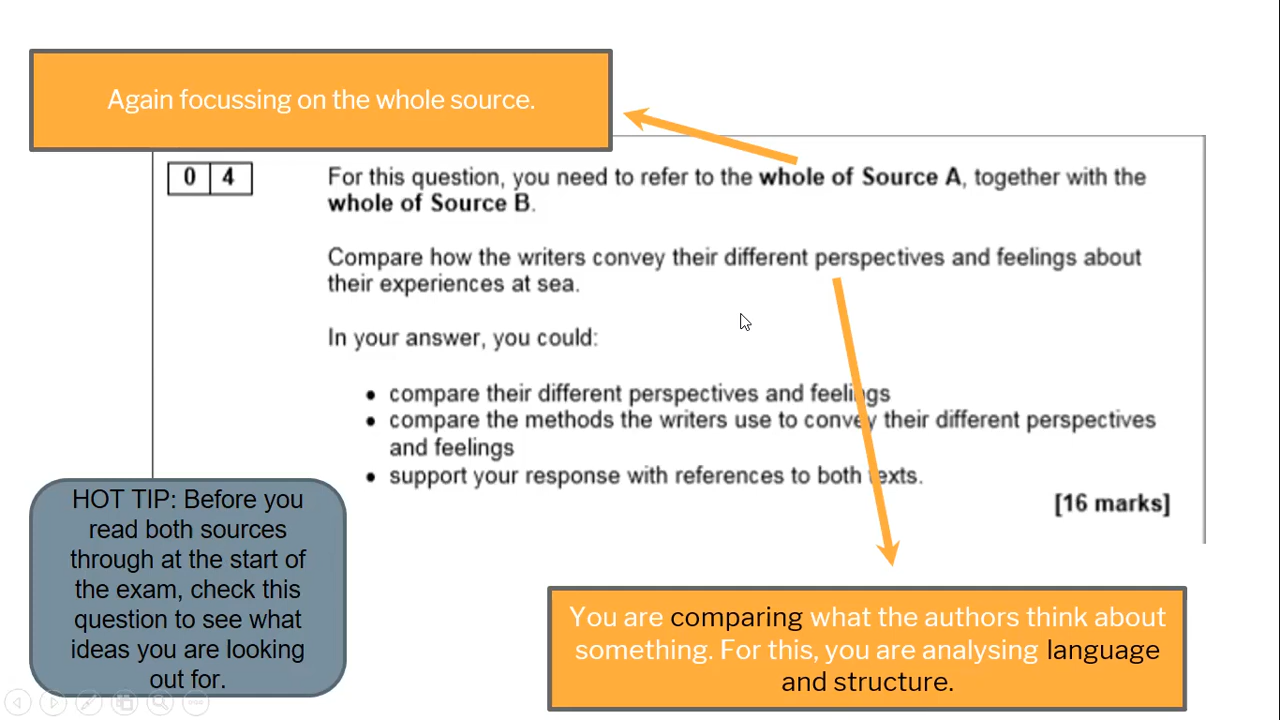 Again focussing on the whole source.
0 4
For this question, you need to refer to the whole of Source A, together with the
whole of Source B.
Compare how the writers convey their different perspectives and feelings about
their experiences at sea.
In your answer, you could:
• compare their different perspectives and feelings
• compare the methods the writers use to convey their different perspectives
and feelings
• support your response with references to both texts.
[16 marks]
HOT TIP: Before you
read both sources
through at the start of
the exam, check this
question to see what
ideas you are looking
out for.
You are comparing what the authors think about
something. For this, you are analysing language
and structure.